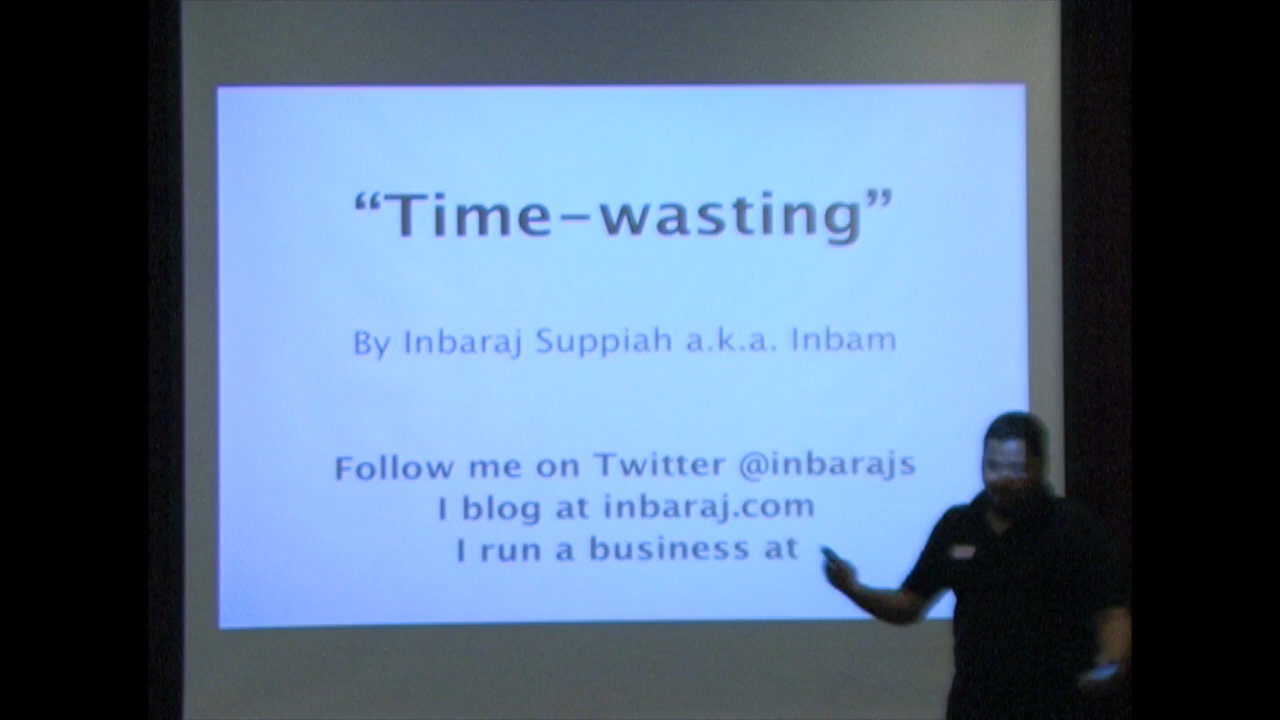 “Time-wasting”
By Inbaraj Suppiah a.k.a. Inbam
Follow me on Twitter @inbarajs
I blog at inbaraj.com
I run a business at